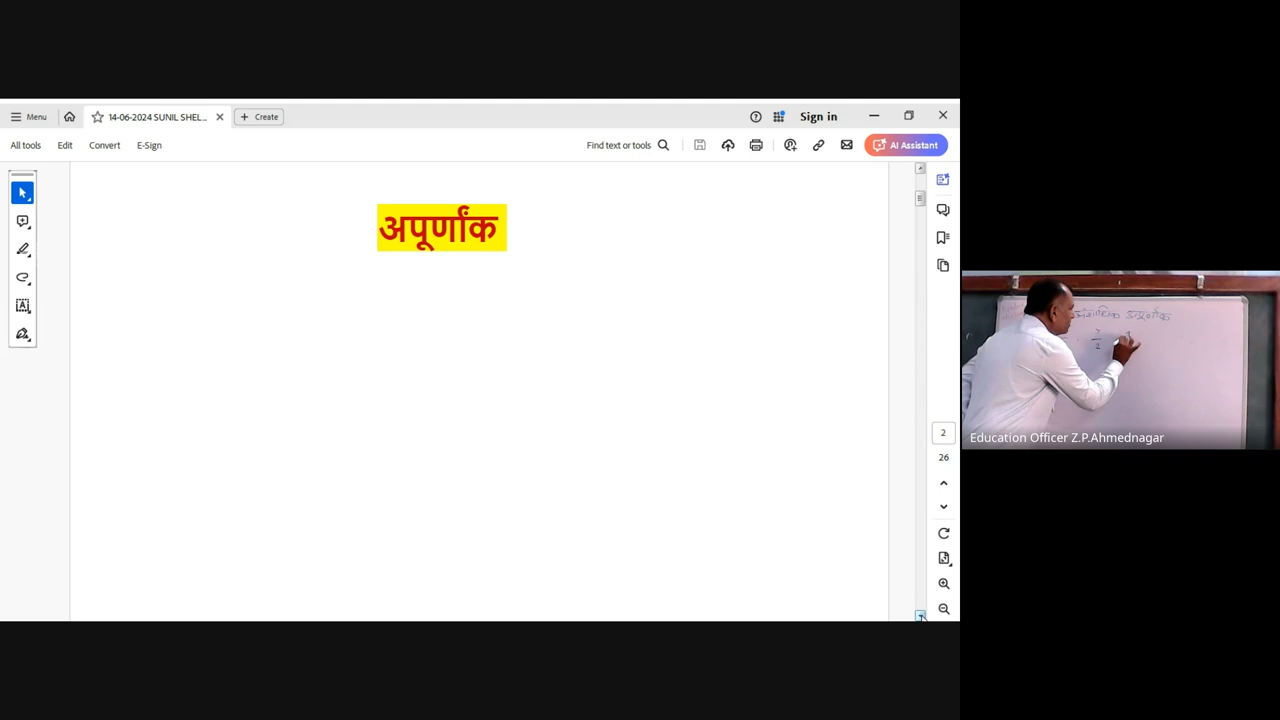 Menu
14-06-2024 SUNIL SHEL...
Create
Sign in
All tools
Edit
Convert
E-Sign
Find text or tools
AI Assistant
अपूर्णांक
2
26
अपूर्णांक
Education Officer Z.P.Ahmednagar